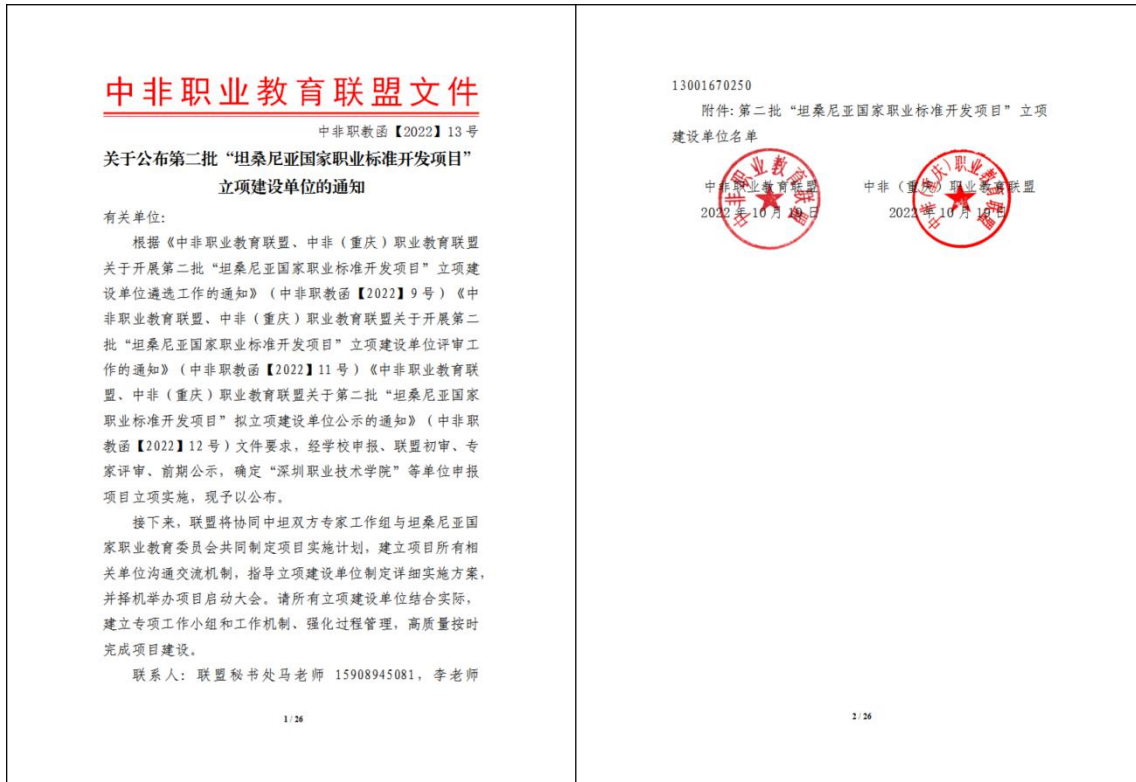 中非职业教育联盟文件
中非职教函【2022】13号
关于公布第二批“坦桑尼亚国家职业标准开发项目”
立项建设单位的通知
有关单位：
根据《中非职业教育联盟、中非（重庆）职业教育联盟
关于开展第二批“坦桑尼亚国家职业标准开发项目”立项建
设单位遴选工作的通知》（中非职教函【2022】9号）《中
非职业教育联盟、中非（重庆）职业教育联盟关于开展第二
批“坦桑尼亚国家职业标准开发项目”立项建设单位评审工
作的通知》（中非职教函【2022】11号）《中非职业教育联
盟、中非（重庆）职业教育联盟关于第二批“坦桑尼亚国家
职业标准开发项目”拟立项建设单位公示的通知》（中非职
教函【2022】12号）文件要求，经学校申报、联盟初审、专
家评审、前期公示，确定“深圳职业技术学院”等单位申报
项目立项实施，现予以公布。
接下来，联盟将协同中坦双方专家工作组与坦桑尼亚国
家职业教育委员会共同制定项目实施计划，建立项目所有相
关单位沟通交流机制，指导立项建设单位制定详细实施方案，
并择机举办项目启动大会。请所有立项建设单位结合实际，
建立专项工作小组和工作机制、强化过程管理，高质量按时
完成项目建设。
联系人：联盟秘书处马老师 15908945081，李老师
1 / 26
13001670250
附件：第二批“坦桑尼亚国家职业标准开发项目”立项
建设单位名单
中非职业教育联盟
2022年10月19日
中非职业教育联盟
中非（重庆）职业教育联盟
2022年10月19日
中非（重庆）职业教育联盟
2 / 26